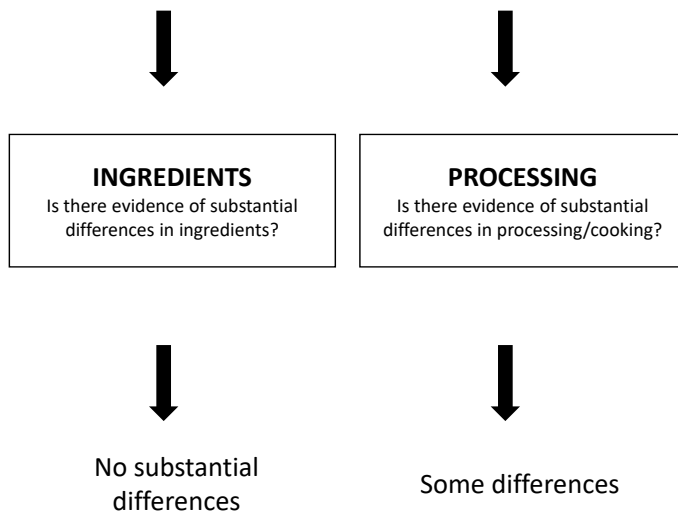 INGREDIENTS
Is there evidence of substantial
differences in ingredients?
PROCESSING
Is there evidence of substantial
differences in processing/cooking?
No substantial
differences
Some differences